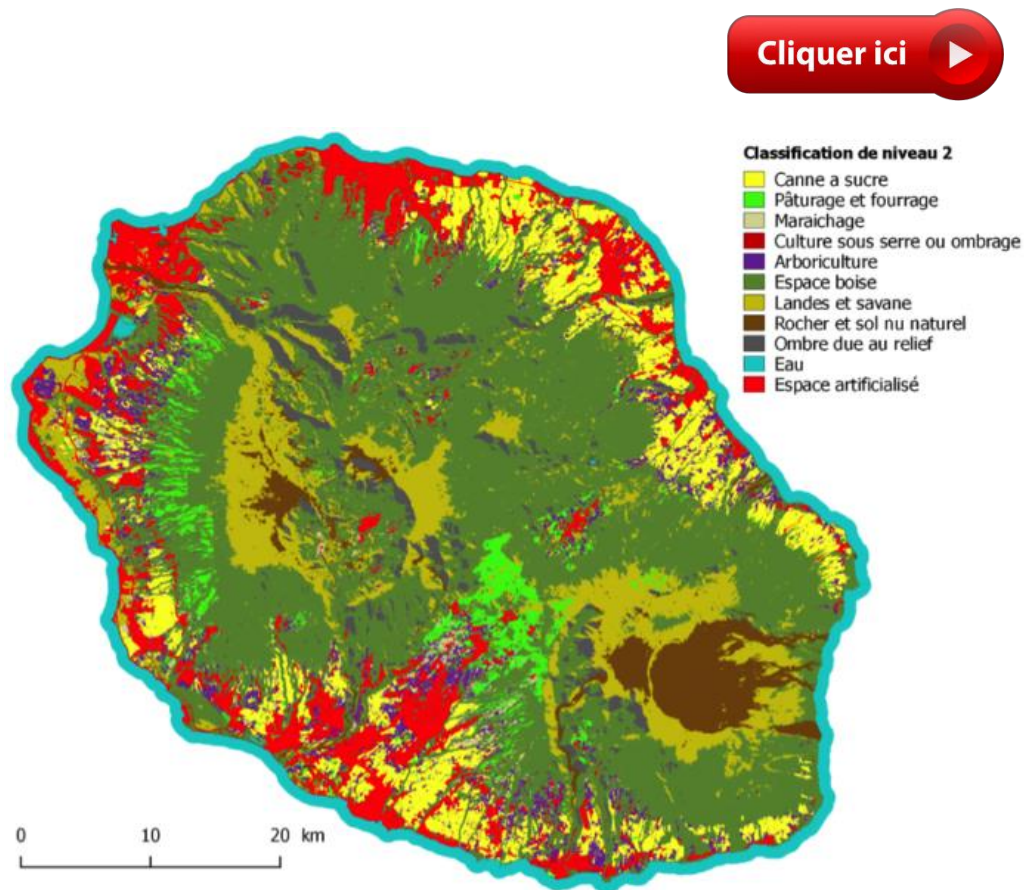 Cliquer ici
Classification de niveau 2
Canne a sucre
Pâturage et fourrage
Maraichage
Culture sous serre ou ombrage
Arboriculture
Espace boise
Landes et savane
Rocher et sol nu naturel
Ombre due au relief
Eau
Espace artificialisé
0 10 20 km